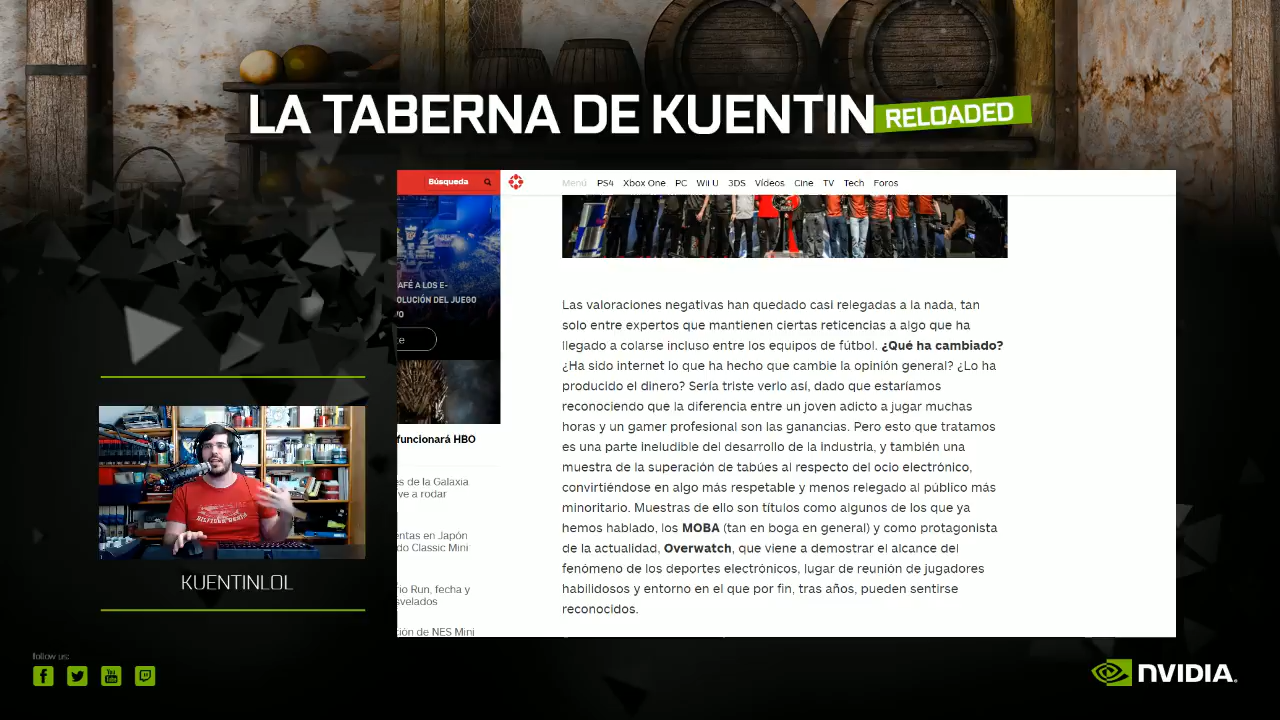 LA TABERNA DE KUENTIN RELOADED
Búsqueda
Menú PS4 Xbox One PC Wii U 3DS Vídeos Cine TV Tech Foros
AFÉ A LOS E-
OLUCIÓN DEL JUEGO
VO
te
funcionará HBO
es de la Galaxia
ve a rodar
entas en Japón
do Classic Mini
rio Run, fecha y
svelados
ción de NES Mini
Las valoraciones negativas han quedado casi relegadas a la nada, tan
solo entre expertos que mantienen ciertas reticencias a algo que ha
llegado a colarse incluso entre los equipos de fútbol. ¿Qué ha cambiado?
¿Ha sido internet lo que ha hecho que cambie la opinión general? ¿Lo ha
producido el dinero? Sería triste verlo así, dado que estaríamos
reconociendo que la diferencia entre un joven adicto a jugar muchas
horas y un gamer profesional son las ganancias. Pero esto que tratamos
es una parte ineludible del desarrollo de la industria, y también una
muestra de la superación de tabúes al respecto del ocio electrónico,
convirtiéndose en algo más respetable y menos relegado al público más
minoritario. Muestras de ello son títulos como algunos de los que ya
hemos hablado, los MOBA (tan en boga en general) y como protagonista
de la actualidad, Overwatch, que viene a demostrar el alcance del
fenómeno de los deportes electrónicos, lugar de reunión de jugadores
habilidosos y entorno en el que por fin, tras años, pueden sentirse
reconocidos.
KUENTINLOL
follow us:
NVIDIA